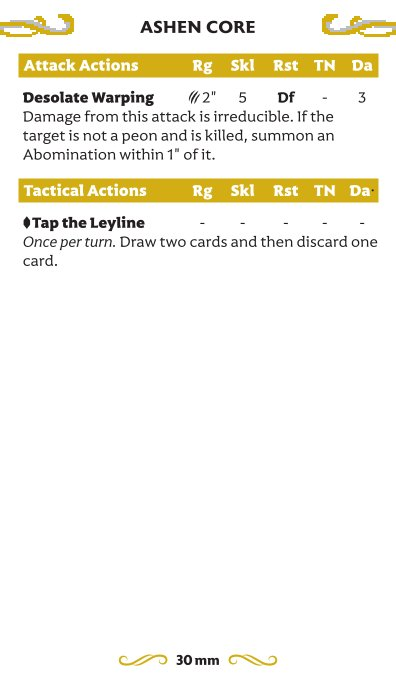 ASHEN CORE
Attack Actions Rg Skl Rst TN Da
Desolate Warping 2" 5 Df - 3
Damage from this attack is irreducible. If the
target is not a peon and is killed, summon an
Abomination within 1" of it.
Tactical Actions Rg Skl Rst TN Da
Tap the Leyline - - - - -
Once per turn. Draw two cards and then discard one
card.
30 mm